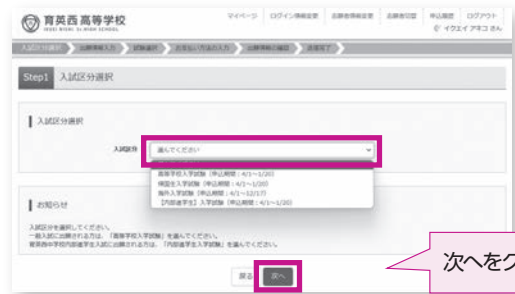 育英西高等学校
IKUEI NISHI Sr.HIGH SCHOOL
マイページ ログイン情報変更 志願者情報変更 志願者切替 申込履歴 ログアウト
イクエイ アキコ さん
入試区分選択 出願情報入力 試験選択 お支払い方法の入力 出願情報の確認 送信完了
Step1 入試区分選択
入試区分選択
入試区分 選んでください
高等学校入学試験（申込期間：4/1～1/20）
帰国生入学試験（申込期間：4/1～1/20）
海外入学試験（申込期間：4/1～12/17）
【内部進学生】入学試験（申込期間：4/1～1/20）
お知らせ
入試区分を選択してください。
一般入試に出願される方は、「高等学校入学試験」を選んでください。
育英西中学校内部進学生入試に出願される方は、「内部進学生入学試験」を選んでください。
戻る 次へ
次へをク